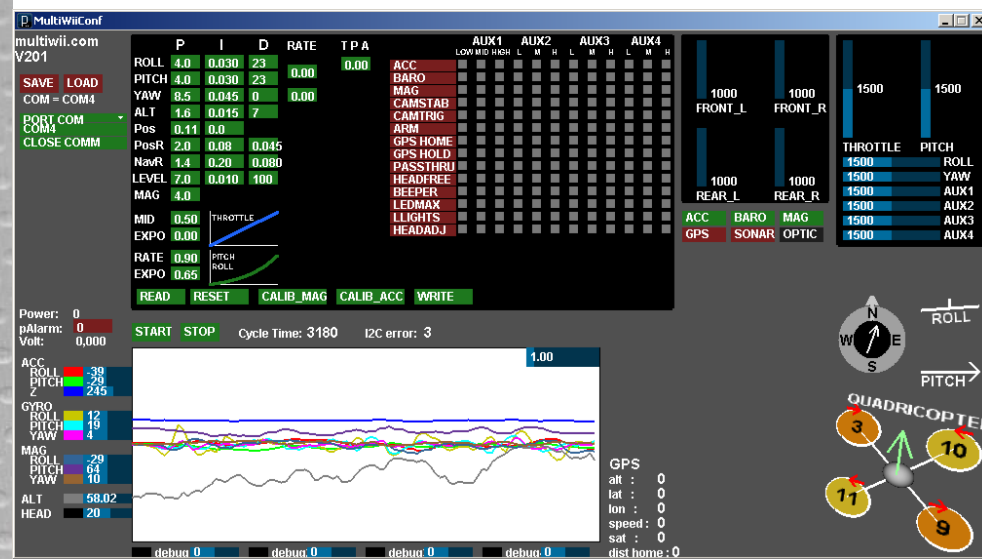 MultiWiiConf
multiwii.com
V201
SAVE LOAD
COM = COM4
PORT COM
COM4
CLOSE COMM
P I D RATE T P A
ROLL 4.0 0.030 23 0.00
PITCH 4.0 0.030 23 0.00
YAW 8.5 0.045 0 0.00
ALT 1.6 0.015 7
Pos 0.11 0.0
PosR 2.0 0.08 0.045
NavR 1.4 0.20 0.080
LEVEL 7.0 0.010 100
MAG 4.0
MID 0.50 THROTTLE
EXPO 0.00
RATE 0.90 PITCH
ROLL
EXPO 0.65
READ RESET CALIB_MAG CALIB_ACC WRITE
AUX1 AUX2 AUX3 AUX4
LOW MID HIGH L M H L M H L M H
ACC
BARO
MAG
CAMSTAB
CAMTRIG
ARM
GPS HOME
GPS HOLD
PASSTHRU
HEADFREE
BEEPER
LEDMAX
LLIGHTS
HEADADJ
1000 1000
FRONT_L FRONT_R
1000 1000
REAR_L REAR_R
ACC BARO MAG
GPS SONAR OPTIC
1500 1500
THROTTLE PITCH
1500 ROLL
1500 YAW
1500 AUX1
1500 AUX2
1500 AUX3
1500 AUX4
Power: 0
pAlarm: 0
Volt: 0,000
START STOP Cycle Time: 3180 I2C error: 3
1.00
ACC
ROLL -39
PITCH -29
Z 245
GYRO
ROLL 12
PITCH 19
YAW 4
MAG
ROLL -29
PITCH 64
YAW 10
ALT 58.02
HEAD 20
debug 0 debug: 0 debug: 0 debug: 0
GPS
alt : 0
lat : 0
lon : 0
speed : 0
sat : 0
dist home : 0
N
W E
S
ROLL
PITCH
3
10
11
9